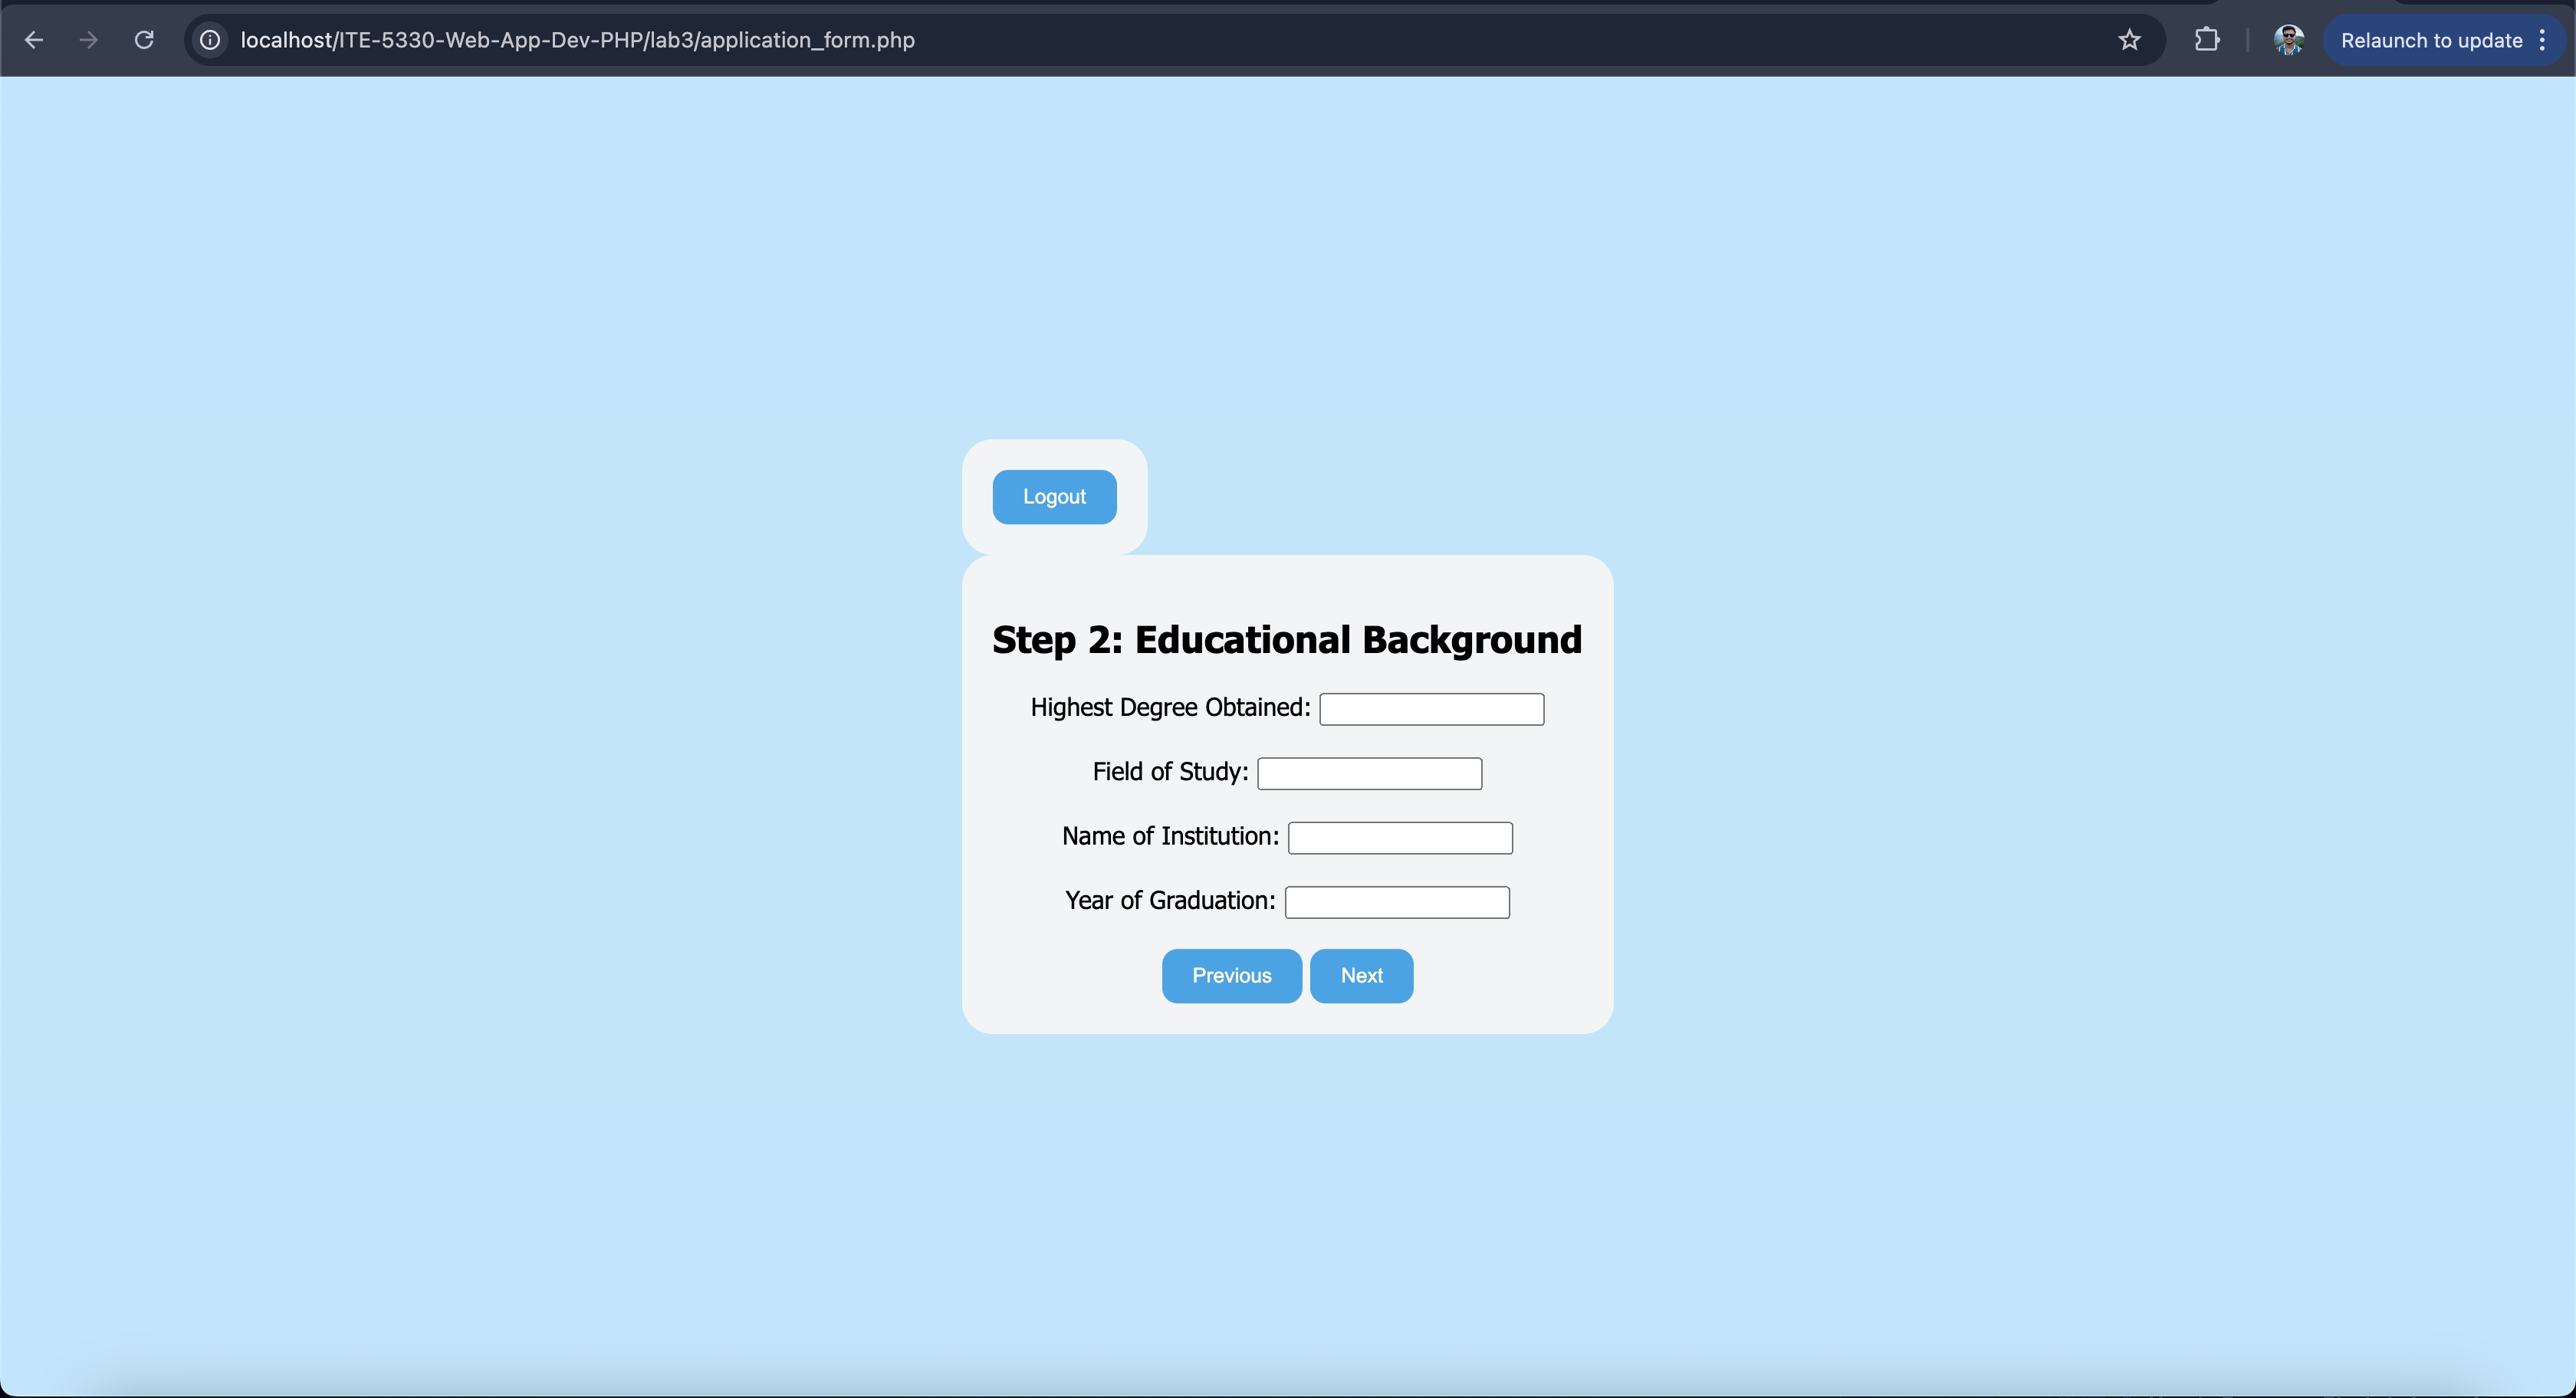 localhost/ITE-5330-Web-App-Dev-PHP/lab3/application_form.php
Relaunch to update
Logout
Step 2: Educational Background
Highest Degree Obtained:
Field of Study:
Name of Institution:
Year of Graduation:
Previous Next